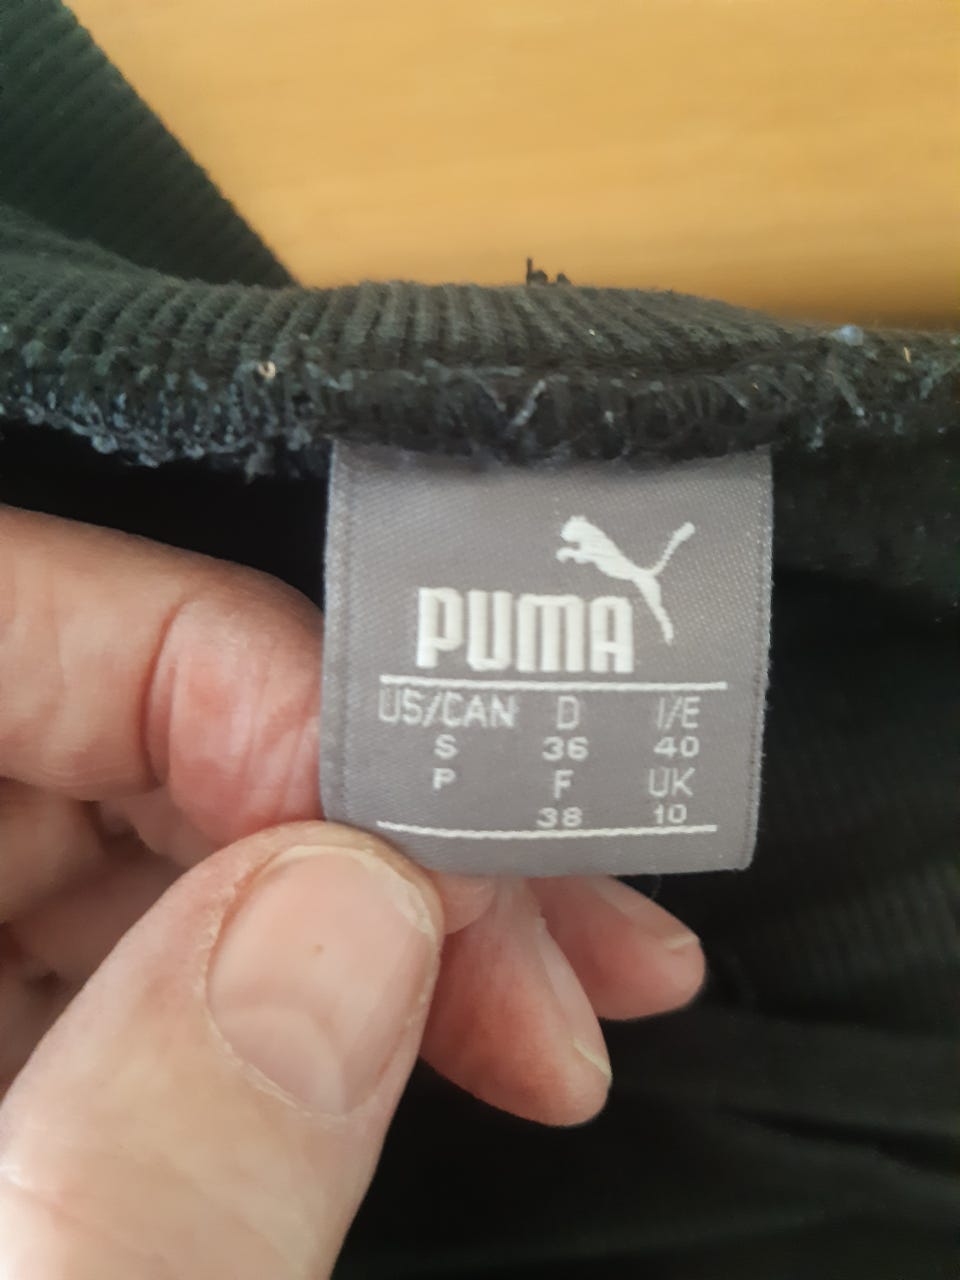 PUMA
US/CAN D I/E
S 36 40
P F UK
38 10